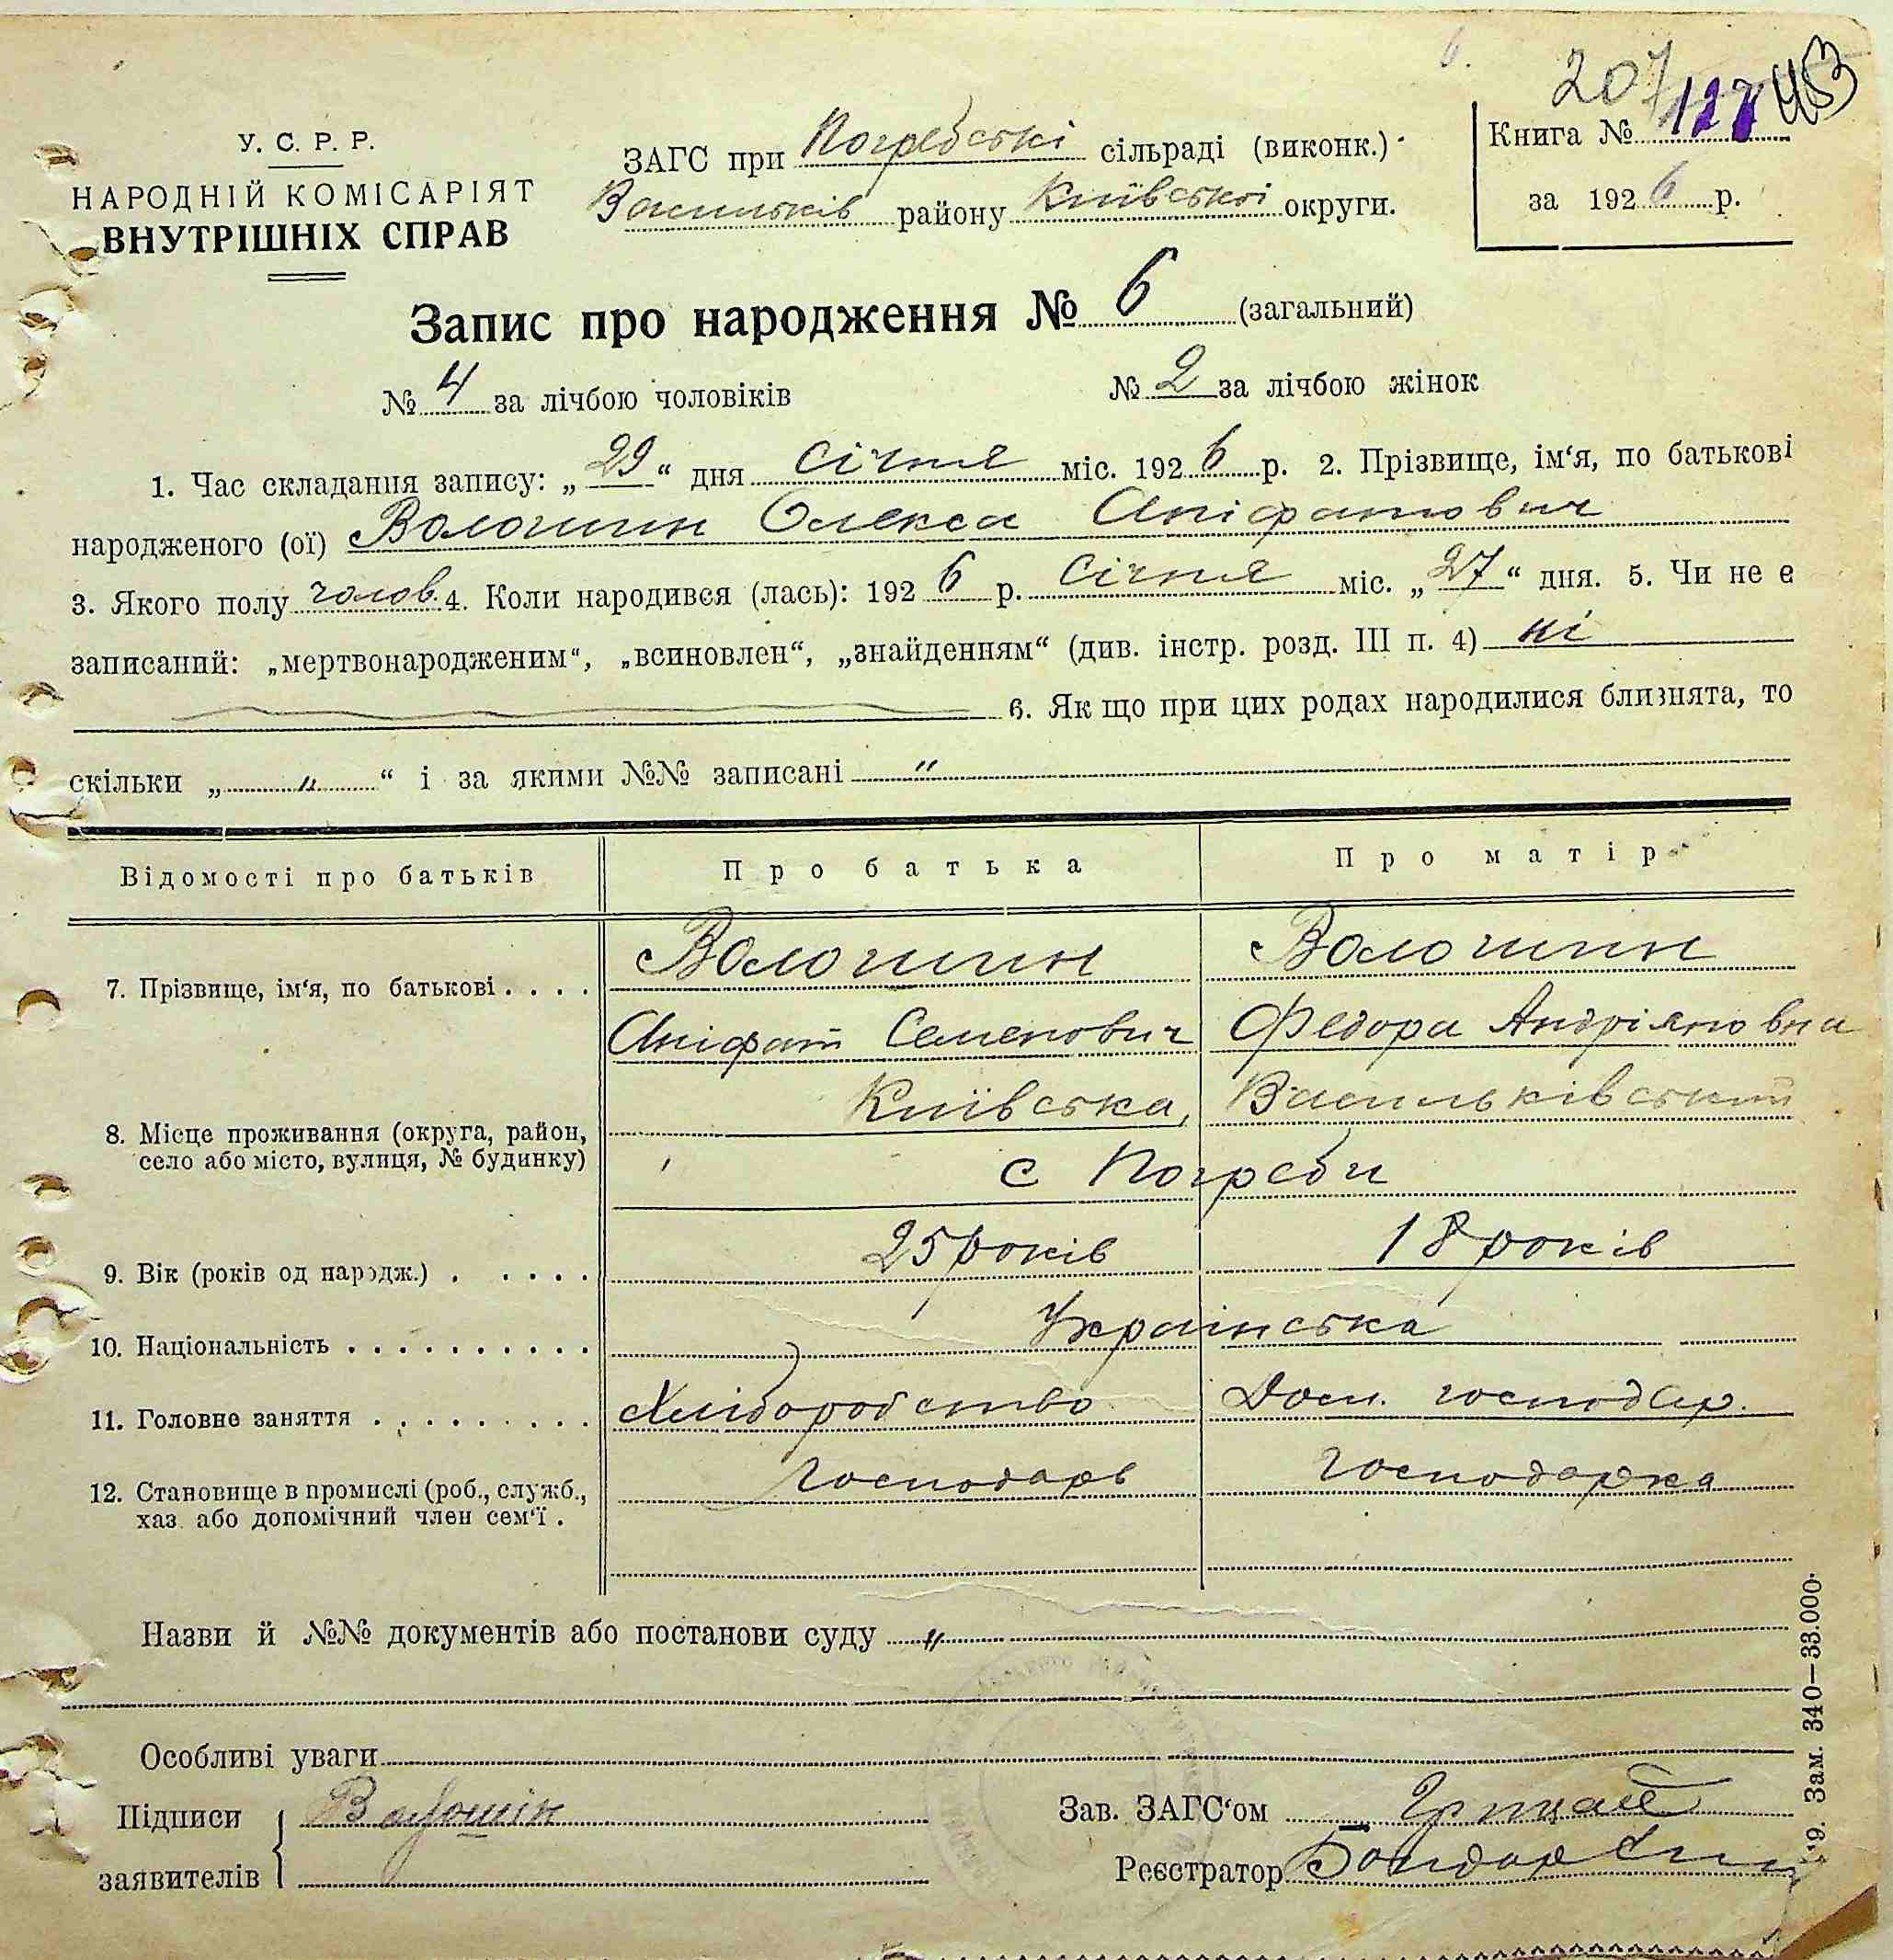 207 127 453
У. С. Р. Р.
НАРОДНІЙ КОМІСАРІЯТ
ВНУТРІШНІХ СПРАВ
ЗАГС при Погребські сільраді (виконк.)
Васильків району Київської округи.
Книга №
за 1926 р.
Запис про народження № 6 (загальний)
№ 4 за лічбою чоловіків № 2 за лічбою жінок
1. Час складання запису: „29“ дня Січня міс. 1926 р. 2. Прізвище, ім‘я, по батькові
народженого (ої) Волошин Олекса Апіфатович
3. Якого полу чолов. 4. Коли народився (лась): 1926 р. Січня міс. „27“ дня. 5. Чи не є
записаний: „мертвонародженим“, „всиновлен“, „знайденням“ (див. інстр. розд. III п. 4) ні
6. Як що при цих родах народилися близнята, то
скільки „ " “ і за якими №№ записані "
Відомості про батьків Про батька Про матір
7. Прізвище, ім‘я, по батькові . . . . Волошин Волошин
Апіфат Семенович Федора Андріяновна
Київська, Васильківський
8. Місце проживання (округа, район,
село або місто, вулиця, № будинку) с Погреби
9. Вік (років од народж.) . . . . . 25 років 18 років
10. Національність . . . . . . . . . . Українська
11. Головне заняття . . . . . . . . . Хліборобство Дом. господар.
12. Становище в промислі (роб., служб.,
хаз. або допомічний член сем‘ї . Господарь Господарка
Назви й №№ документів або постанови суду "
Особливі уваги
Підписи Волошін
заявителів
Зав. ЗАГС‘ом Грицай
Реєстратор
19. Зам. 340—33.000.